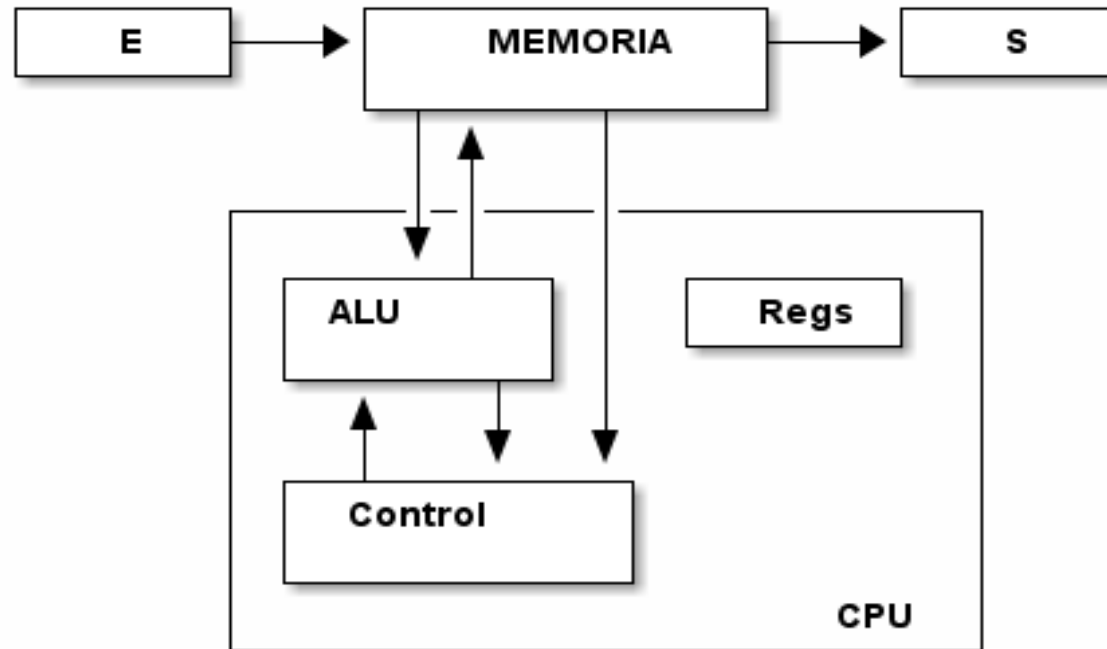 E
MEMORIA
S
ALU
Regs
Control
CPU